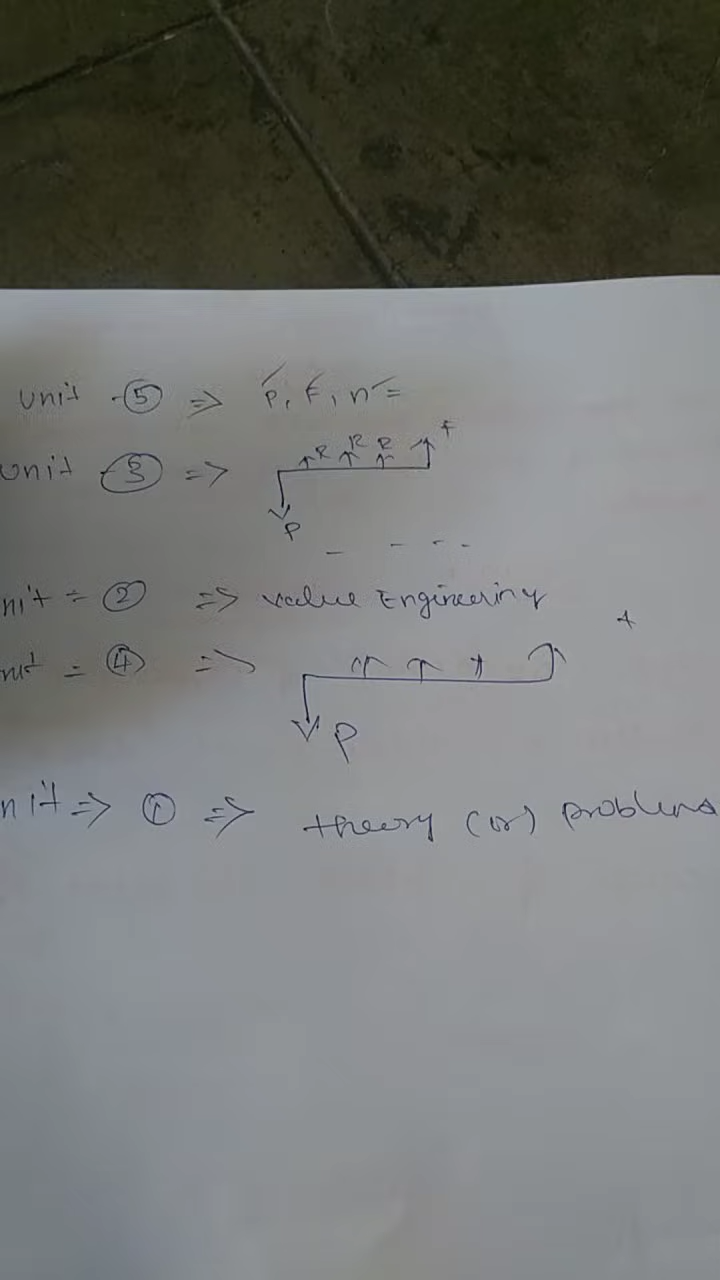 unit - 5 => P, F, n =
unit - 3 => R R R F
P
nit = 2 => value Engineering
nit = 4 =>
P
nit => 1 => theory (or) problems